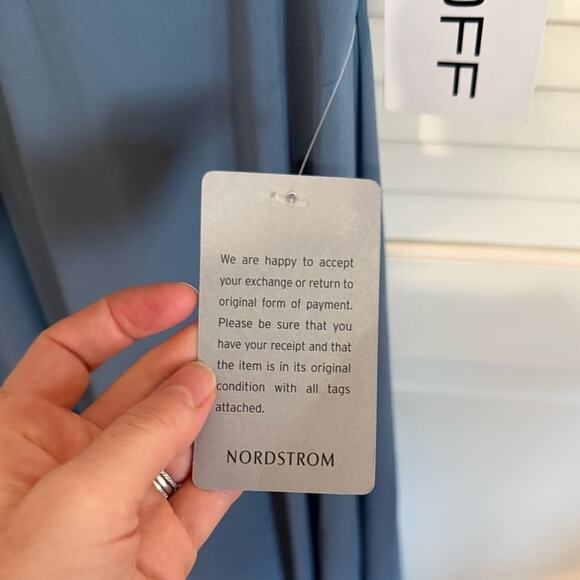 OFF
We are happy to accept
your exchange or return to
original form of payment.
Please be sure that you
have your receipt and that
the item is in its original
condition with all tags
attached.
NORDSTROM